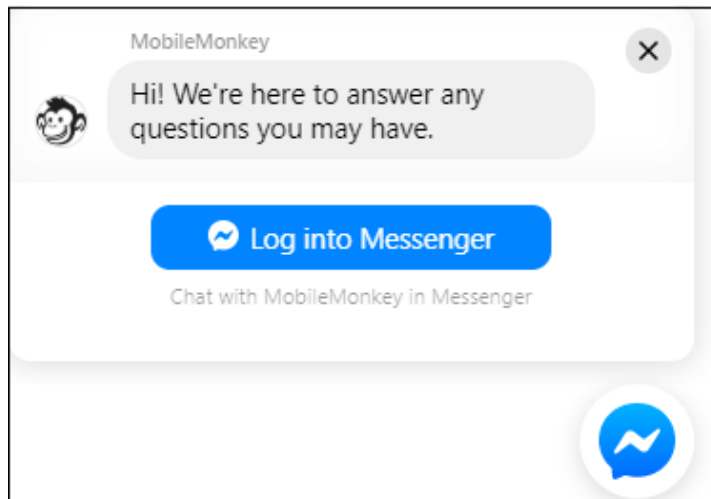 MobileMonkey
Hi! We're here to answer any
questions you may have.
Log into Messenger
Chat with MobileMonkey in Messenger